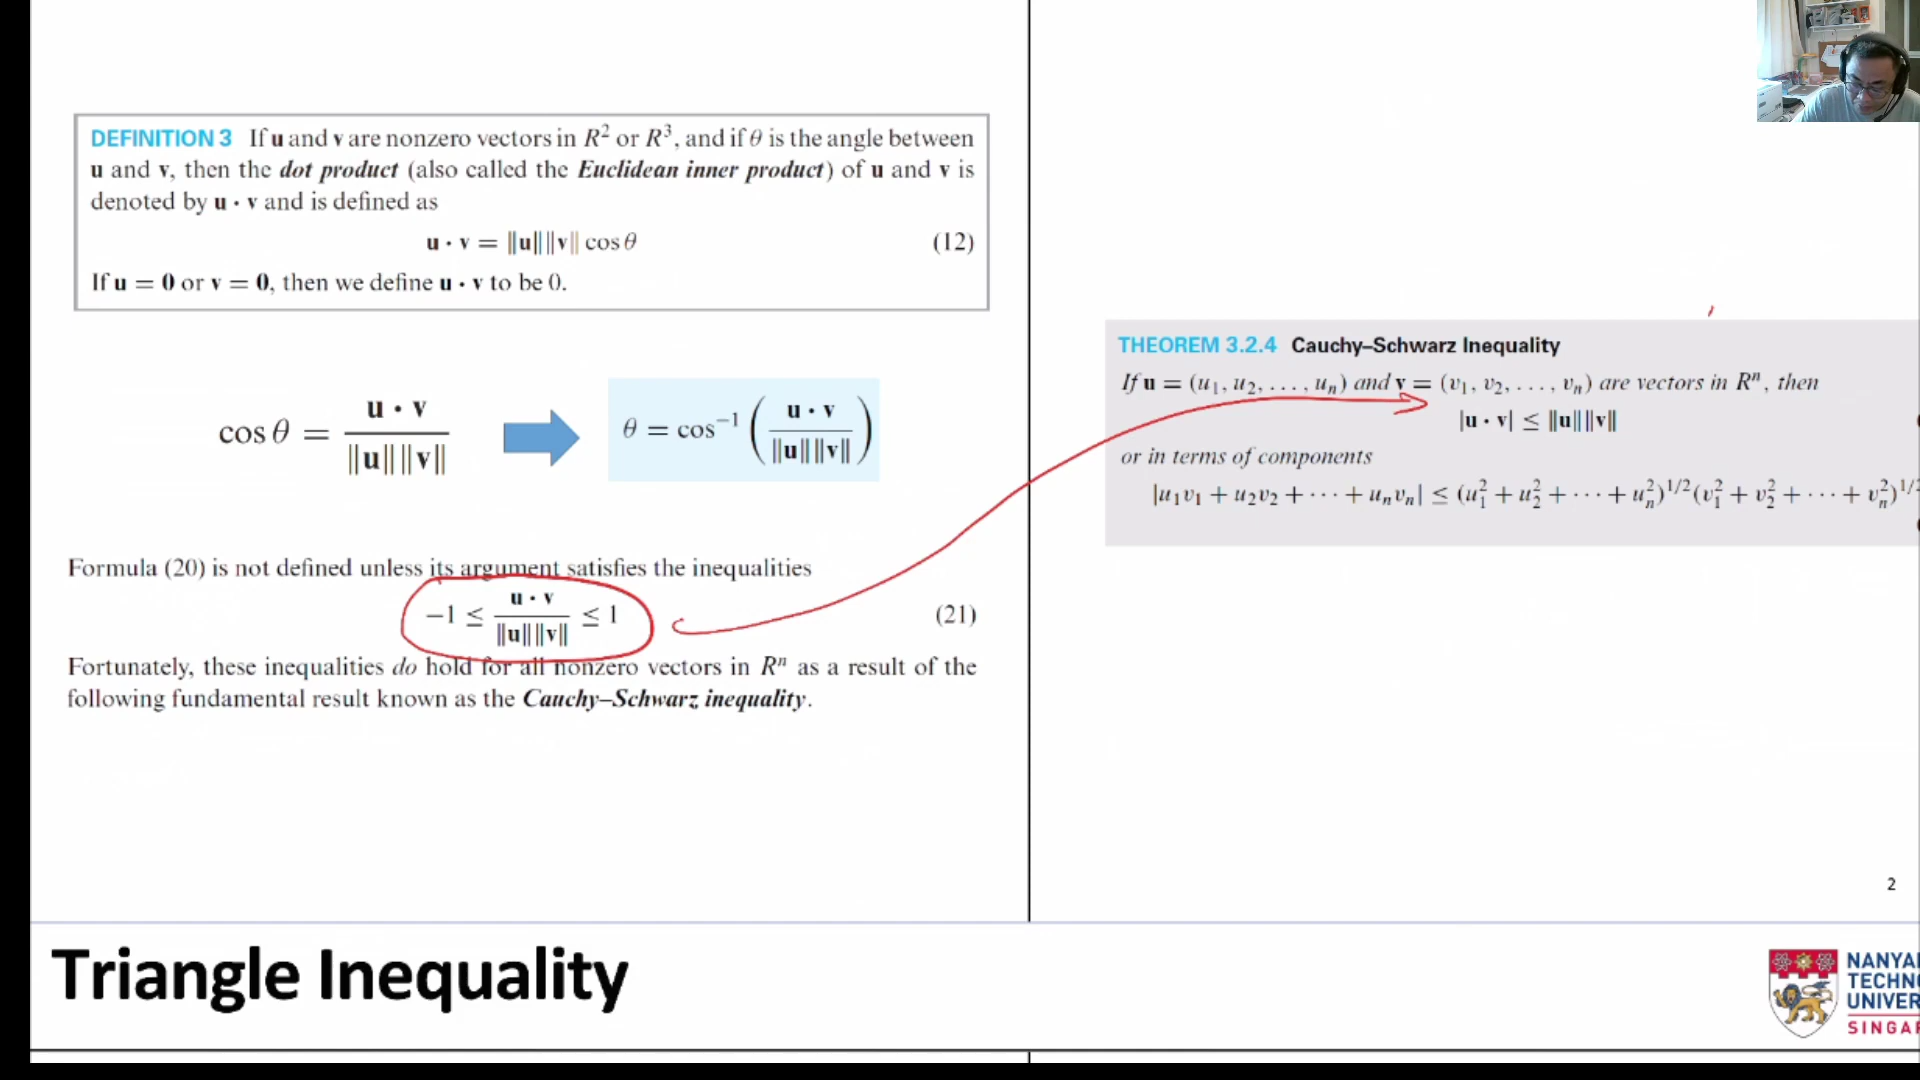 DEFINITION 3 If u and v are nonzero vectors in R² or R³, and if θ is the angle between
u and v, then the dot product (also called the Euclidean inner product) of u and v is
denoted by u · v and is defined as
u · v = ‖u‖‖v‖ cos θ (12)
If u = 0 or v = 0, then we define u · v to be 0.
cos θ = u · v / ‖u‖‖v‖
θ = cos⁻¹ (u · v / ‖u‖‖v‖)
Formula (20) is not defined unless its argument satisfies the inequalities
−1 ≤ u · v / ‖u‖‖v‖ ≤ 1 (21)
Fortunately, these inequalities do hold for all nonzero vectors in Rⁿ as a result of the
following fundamental result known as the Cauchy–Schwarz inequality.
THEOREM 3.2.4 Cauchy–Schwarz Inequality
If u = (u₁, u₂, . . . , uₙ) and v = (v₁, v₂, . . . , vₙ) are vectors in Rⁿ, then
|u · v| ≤ ‖u‖‖v‖
or in terms of components
|u₁v₁ + u₂v₂ + · · · + uₙvₙ| ≤ (u₁² + u₂² + · · · + uₙ²)^1/2 (v₁² + v₂² + · · · + vₙ²)^1/2
2
Triangle Inequality
NANYA
TECHN
UNIVER
SINGA